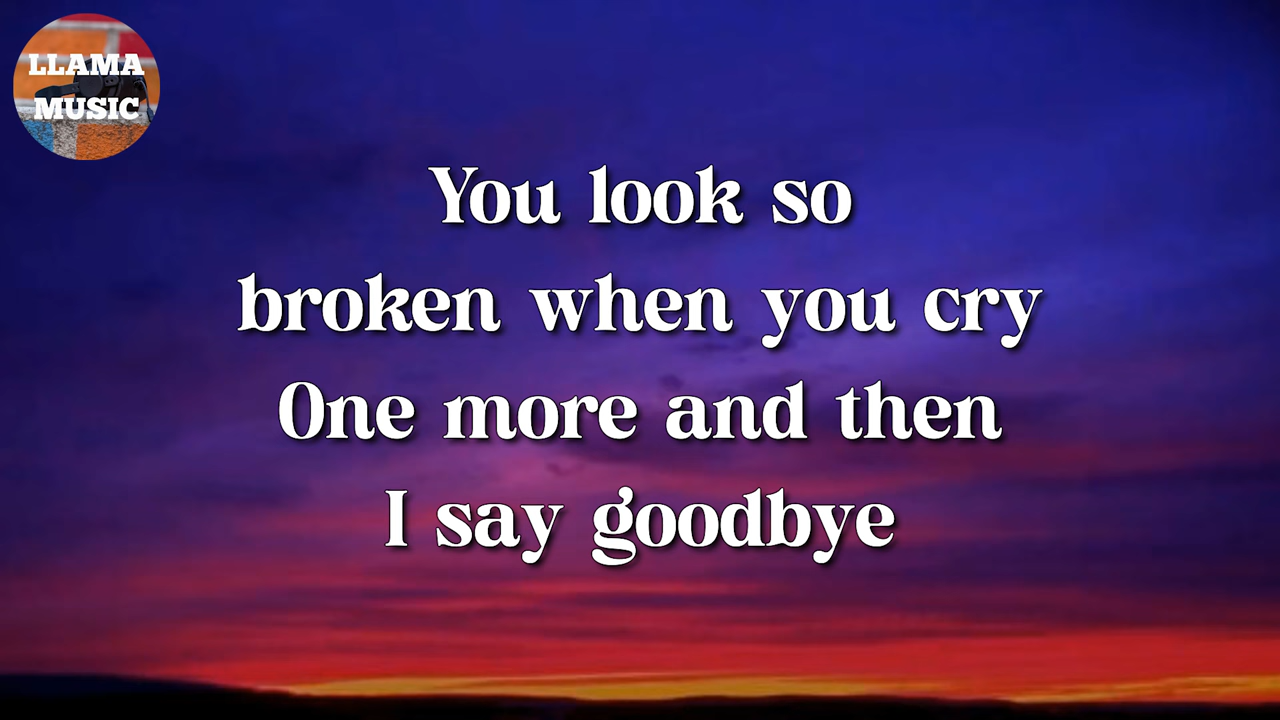 LLAMA
MUSIC
You look so
broken when you cry
One more and then
I say goodbye